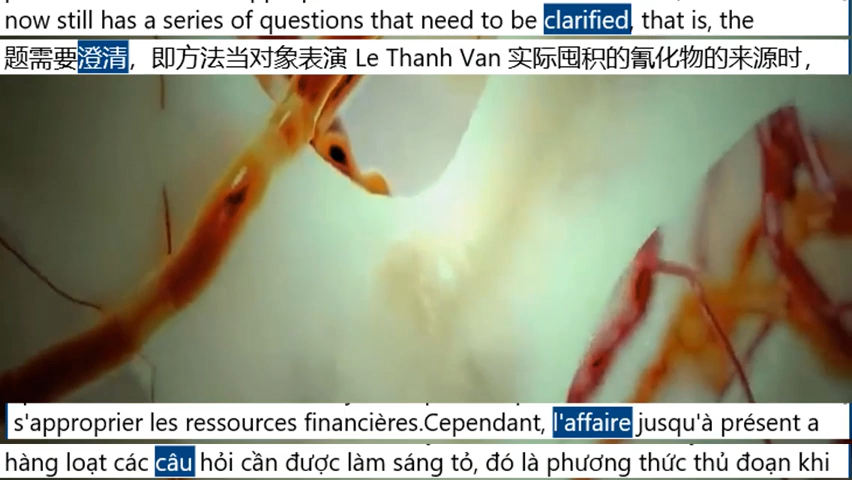 now still has a series of questions that need to be clarified, that is, the
题需要澄清，即方法当对象表演 Le Thanh Van 实际囤积的氰化物的来源时，
s'approprier les ressources financières.Cependant, l'affaire jusqu'à présent a
hàng loạt các câu hỏi cần được làm sáng tỏ, đó là phương thức thủ đoạn khi